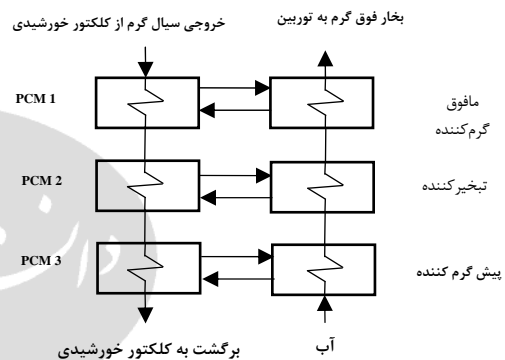 خروجی سیال گرم از کلکتور خورشیدی
بخار فوق گرم به توربین
PCM 1
مافوق
گرم‌کننده
PCM 2
تبخیرکننده
PCM 3
پیش گرم کننده
برگشت به کلکتور خورشیدی
آب